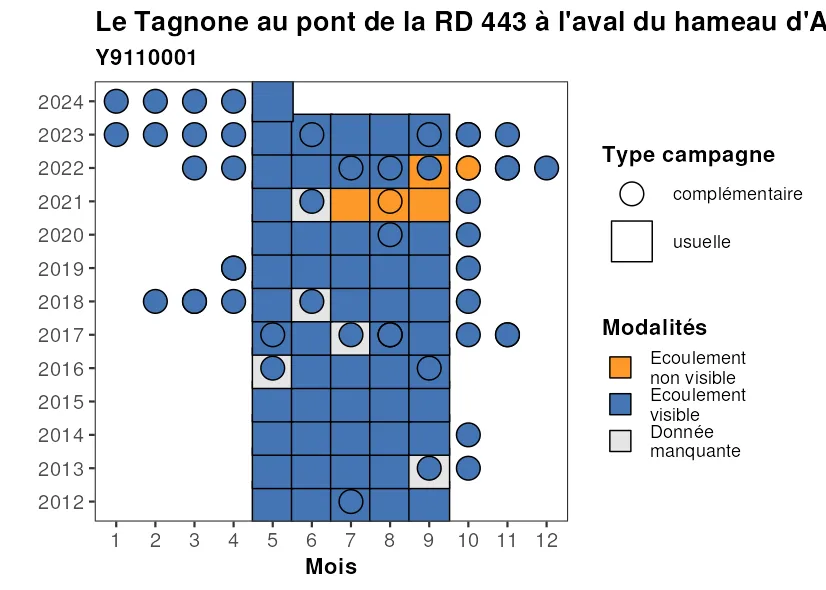 Le Tagnone au pont de la RD 443 à l'aval du hameau d'A
Y9110001
2024
2023
2022
2021
2020
2019
2018
2017
2016
2015
2014
2013
2012
1 2 3 4 5 6 7 8 9 10 11 12
Mois
Type campagne
complémentaire
usuelle
Modalités
Ecoulement
non visible
Ecoulement
visible
Donnée
manquante